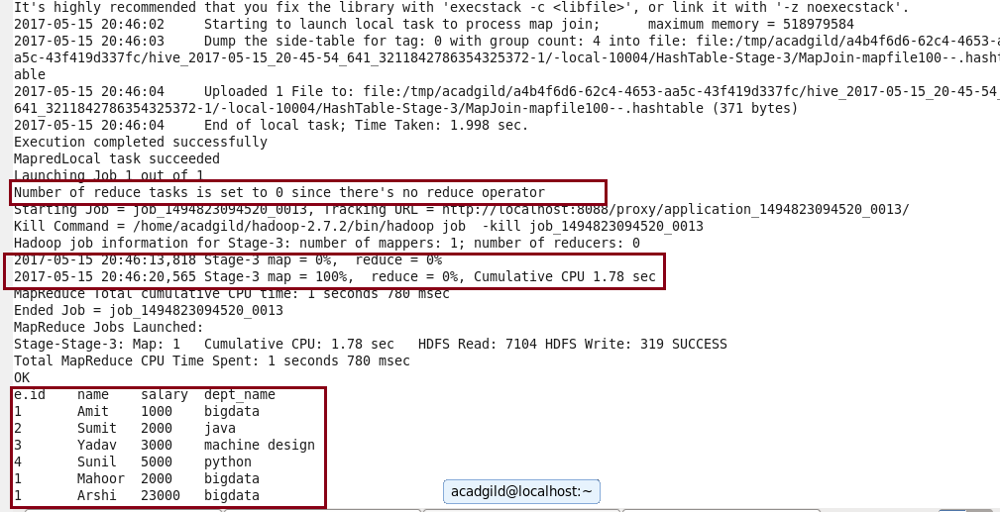 It's highly recommended that you fix the library with 'execstack -c <libfile>', or link it with '-z noexecstack'.
2017-05-15 20:46:02     Starting to launch local task to process map join;      maximum memory = 518979584
2017-05-15 20:46:03     Dump the side-table for tag: 0 with group count: 4 into file: file:/tmp/acadgild/a4b4f6d6-62c4-4653-a
a5c-43f419d337fc/hive_2017-05-15_20-45-54_641_3211842786354325372-1/-local-10004/HashTable-Stage-3/MapJoin-mapfile100--.hasht
able
2017-05-15 20:46:04     Uploaded 1 File to: file:/tmp/acadgild/a4b4f6d6-62c4-4653-aa5c-43f419d337fc/hive_2017-05-15_20-45-54_
641_3211842786354325372-1/-local-10004/HashTable-Stage-3/MapJoin-mapfile100--.hashtable (371 bytes)
2017-05-15 20:46:04     End of local task; Time Taken: 1.998 sec.
Execution completed successfully
MapredLocal task succeeded
Launching Job 1 out of 1
Number of reduce tasks is set to 0 since there's no reduce operator
Starting Job = job_1494823094520_0013, Tracking URL = http://localhost:8088/proxy/application_1494823094520_0013/
Kill Command = /home/acadgild/hadoop-2.7.2/bin/hadoop job  -kill job_1494823094520_0013
Hadoop job information for Stage-3: number of mappers: 1; number of reducers: 0
2017-05-15 20:46:13,818 Stage-3 map = 0%,  reduce = 0%
2017-05-15 20:46:20,565 Stage-3 map = 100%,  reduce = 0%, Cumulative CPU 1.78 sec
MapReduce Total cumulative CPU time: 1 seconds 780 msec
Ended Job = job_1494823094520_0013
MapReduce Jobs Launched:
Stage-Stage-3: Map: 1   Cumulative CPU: 1.78 sec   HDFS Read: 7104 HDFS Write: 319 SUCCESS
Total MapReduce CPU Time Spent: 1 seconds 780 msec
OK
e.id    name    salary  dept_name
1       Amit    1000    bigdata
2       Sumit   2000    java
3       Yadav   3000    machine design
4       Sunil   5000    python
1       Mahoor  2000    bigdata
1       Arshi   23000   bigdata
acadgild@localhost:~